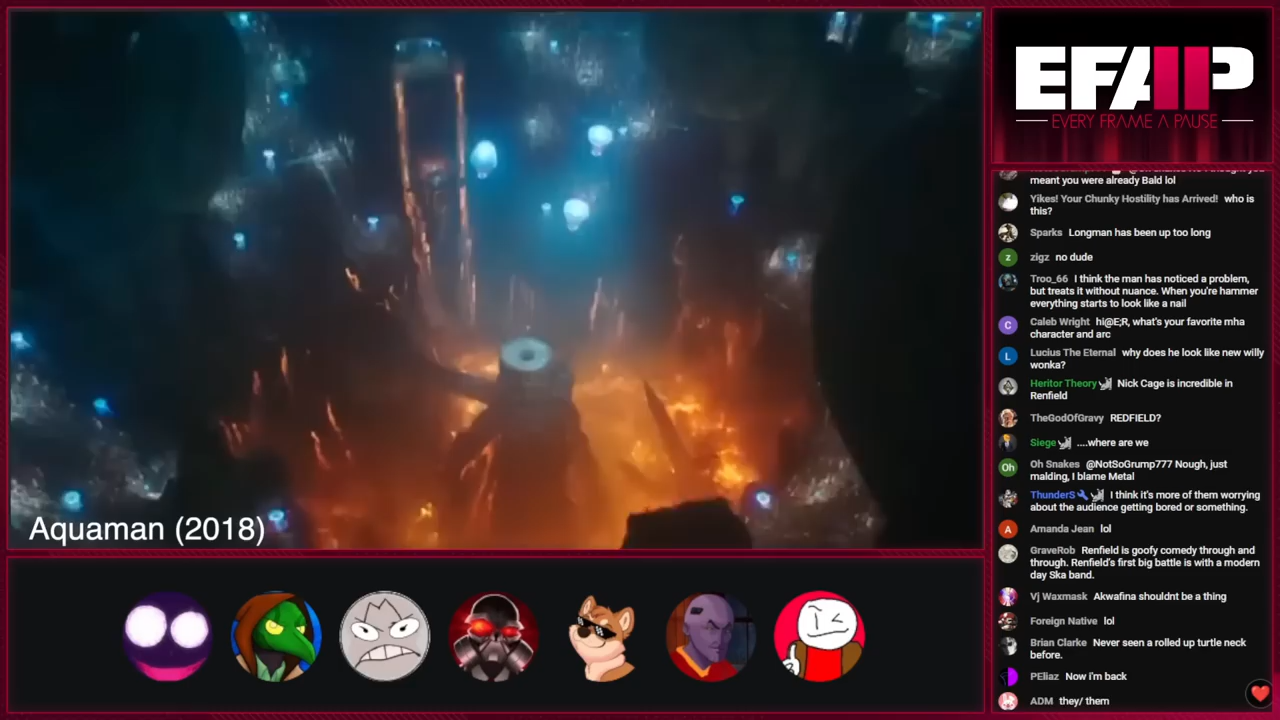 EFAP
EVERY FRAME A PAUSE
meant you were already Bald lol
Yikes! Your Chunky Hostility has Arrived! who is
this?
Sparks Longman has been up too long
z zigz no dude
Troo_66 I think the man has noticed a problem,
but treats it without nuance. When you're hammer
everything starts to look like a nail
C Caleb Wright hi@E;R, what's your favorite mha
character and arc
L Lucius The Eternal why does he look like new willy
wonka?
Heritor Theory Nick Cage is incredible in
Renfield
TheGodOfGravy REDFIELD?
Siege ....where are we
Oh Oh Snakes @NotSoGrump777 Nough, just
malding, I blame Metal
ThunderS I think it's more of them worrying
about the audience getting bored or something.
A Amanda Jean lol
GraveRob Renfield is goofy comedy through and
through. Renfield's first big battle is with a modern
day Ska band.
Vj Waxmask Akwafina shouldnt be a thing
Foreign Native lol
Brian Clarke Never seen a rolled up turtle neck
before.
PEliaz Now i'm back
ADM they/ them
Aquaman (2018)